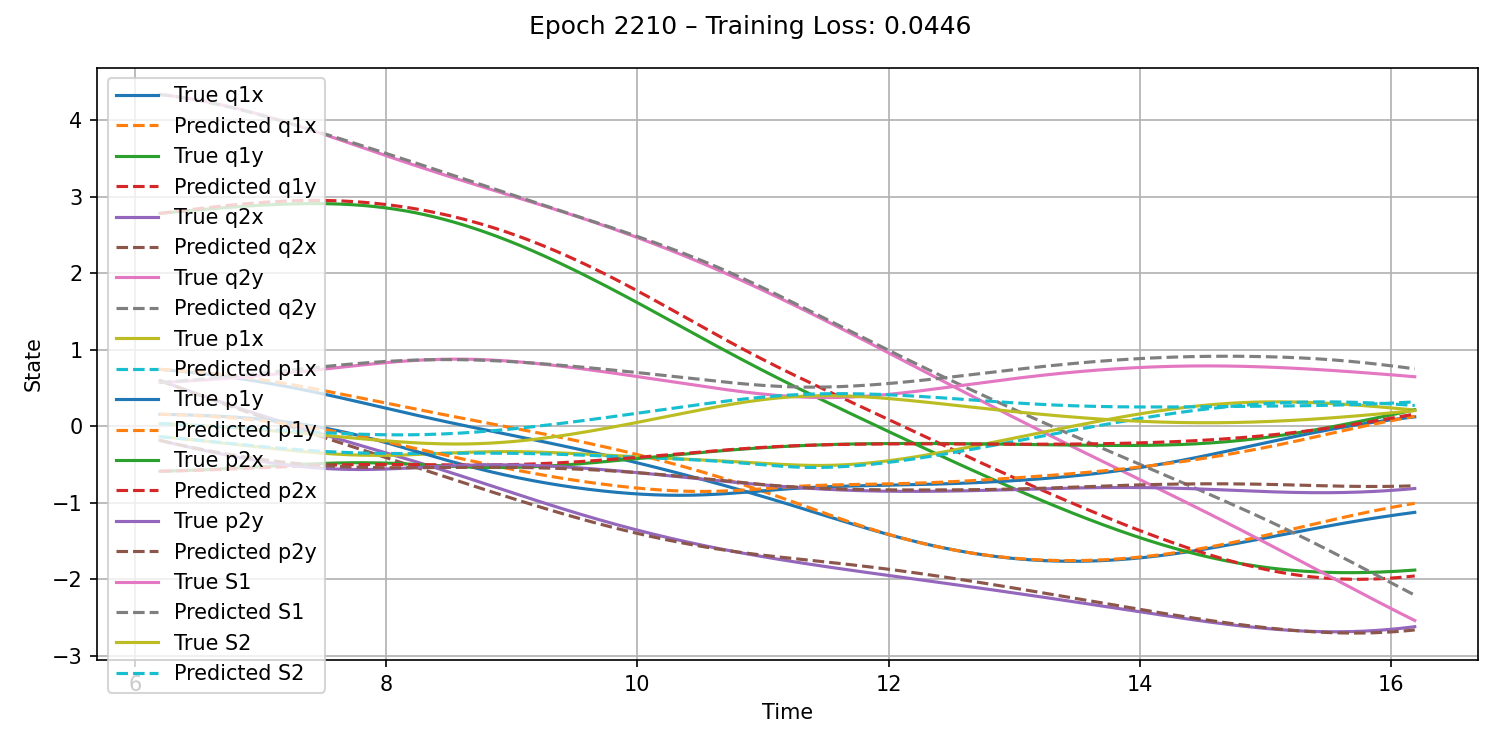 Epoch 2210 – Training Loss: 0.0446
State
4
3
2
1
0
−1
−2
−3
True q1x
Predicted q1x
True q1y
Predicted q1y
True q2x
Predicted q2x
True q2y
Predicted q2y
True p1x
Predicted p1x
True p1y
Predicted p1y
True p2x
Predicted p2x
True p2y
Predicted p2y
True S1
Predicted S1
True S2
Predicted S2
6 8 10 12 14 16
Time